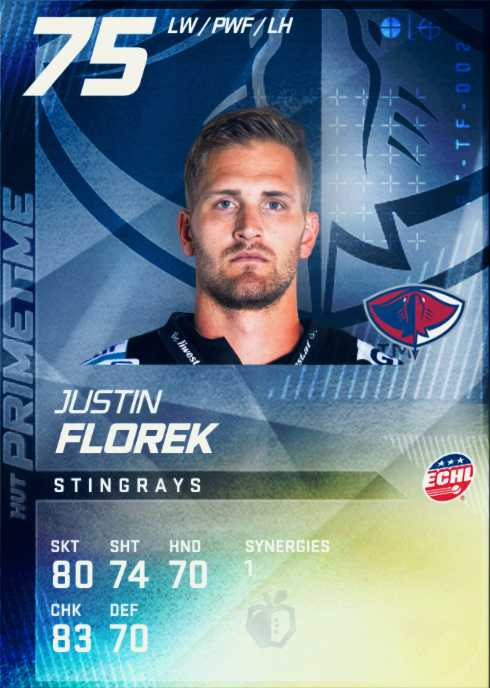 75
LW / PWF / LH
HUT PRIMETIME
liwest
JUSTIN
FLOREK
STINGRAYS
ECHL
SKT SHT HND SYNERGIES
80 74 70 1
CHK DEF
83 70